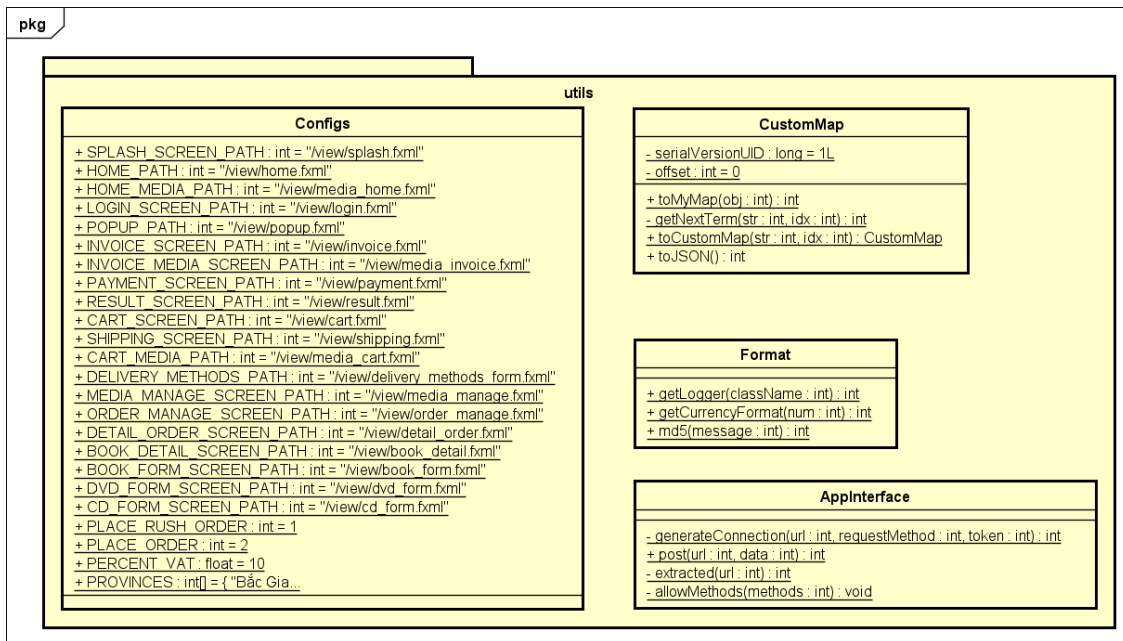 pkg
utils
Configs
+ SPLASH_SCREEN_PATH : int = "/view/splash.fxml"
+ HOME_PATH : int = "/view/home.fxml"
+ HOME_MEDIA_PATH : int = "/view/media_home.fxml"
+ LOGIN_SCREEN_PATH : int = "/view/login.fxml"
+ POPUP_PATH : int = "/view/popup.fxml"
+ INVOICE_SCREEN_PATH : int = "/view/invoice.fxml"
+ INVOICE_MEDIA_SCREEN_PATH : int = "/view/media_invoice.fxml"
+ PAYMENT_SCREEN_PATH : int = "/view/payment.fxml"
+ RESULT_SCREEN_PATH : int = "/view/result.fxml"
+ CART_SCREEN_PATH : int = "/view/cart.fxml"
+ SHIPPING_SCREEN_PATH : int = "/view/shipping.fxml"
+ CART_MEDIA_PATH : int = "/view/media_cart.fxml"
+ DELIVERY_METHODS_PATH : int = "/view/delivery_methods_form.fxml"
+ MEDIA_MANAGE_SCREEN_PATH : int = "/view/media_manage.fxml"
+ ORDER_MANAGE_SCREEN_PATH : int = "/view/order_manage.fxml"
+ DETAIL_ORDER_SCREEN_PATH : int = "/view/detail_order.fxml"
+ BOOK_DETAIL_SCREEN_PATH : int = "/view/book_detail.fxml"
+ BOOK_FORM_SCREEN_PATH : int = "/view/book_form.fxml"
+ DVD_FORM_SCREEN_PATH : int = "/view/dvd_form.fxml"
+ CD_FORM_SCREEN_PATH : int = "/view/cd_form.fxml"
+ PLACE_RUSH_ORDER : int = 1
+ PLACE_ORDER : int = 2
+ PERCENT_VAT : float = 10
+ PROVINCES : int[] = { "Bắc Gia...
CustomMap
- serialVersionUID : long = 1L
- offset : int = 0
+ toMyMap(obj : int) : int
- getNextTerm(str : int, idx : int) : int
+ toCustomMap(str : int, idx : int) : CustomMap
+ toJSON() : int
Format
+ getLogger(className : int) : int
+ getCurrencyFormat(num : int) : int
+ md5(message : int) : int
AppInterface
- generateConnection(url : int, requestMethod : int, token : int) : int
+ post(url : int, data : int) : int
- extracted(url : int) : int
- allowMethods(methods : int) : void